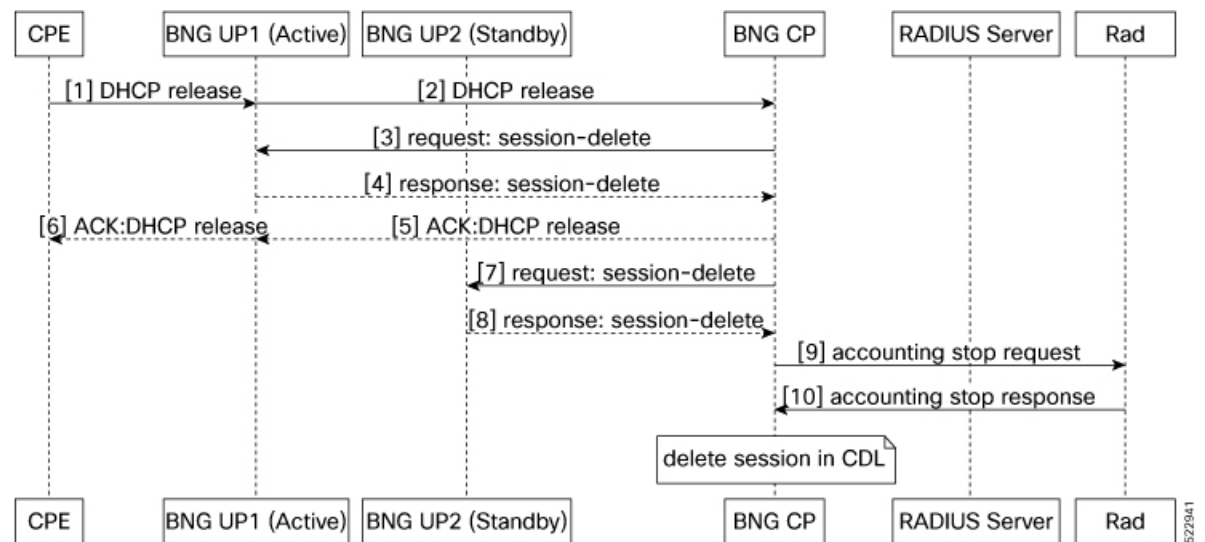 CPE
BNG UP1 (Active)
BNG UP2 (Standby)
BNG CP
RADIUS Server
Rad
[1] DHCP release
[2] DHCP release
[3] request: session-delete
[4] response: session-delete
[6] ACK:DHCP release
[5] ACK:DHCP release
[7] request: session-delete
[8] response: session-delete
[9] accounting stop request
[10] accounting stop response
delete session in CDL
CPE
BNG UP1 (Active)
BNG UP2 (Standby)
BNG CP
RADIUS Server
Rad
522941